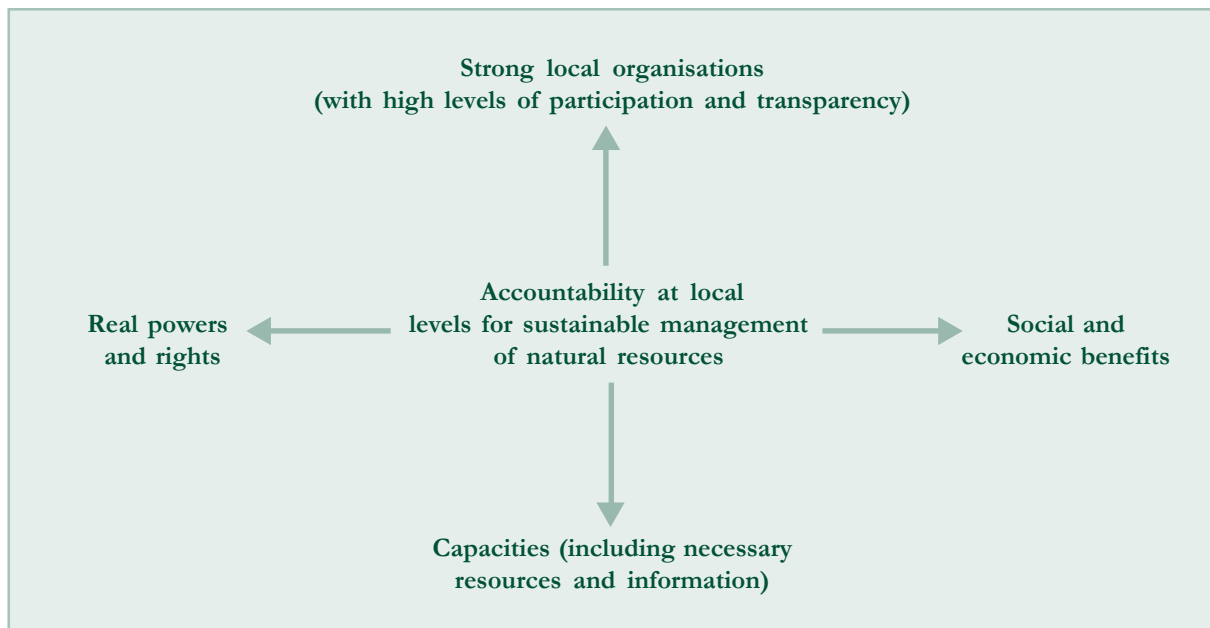 Strong local organisations
(with high levels of participation and transparency)
Real powers
and rights
Accountability at local
levels for sustainable management
of natural resources
Social and
economic benefits
Capacities (including necessary
resources and information)